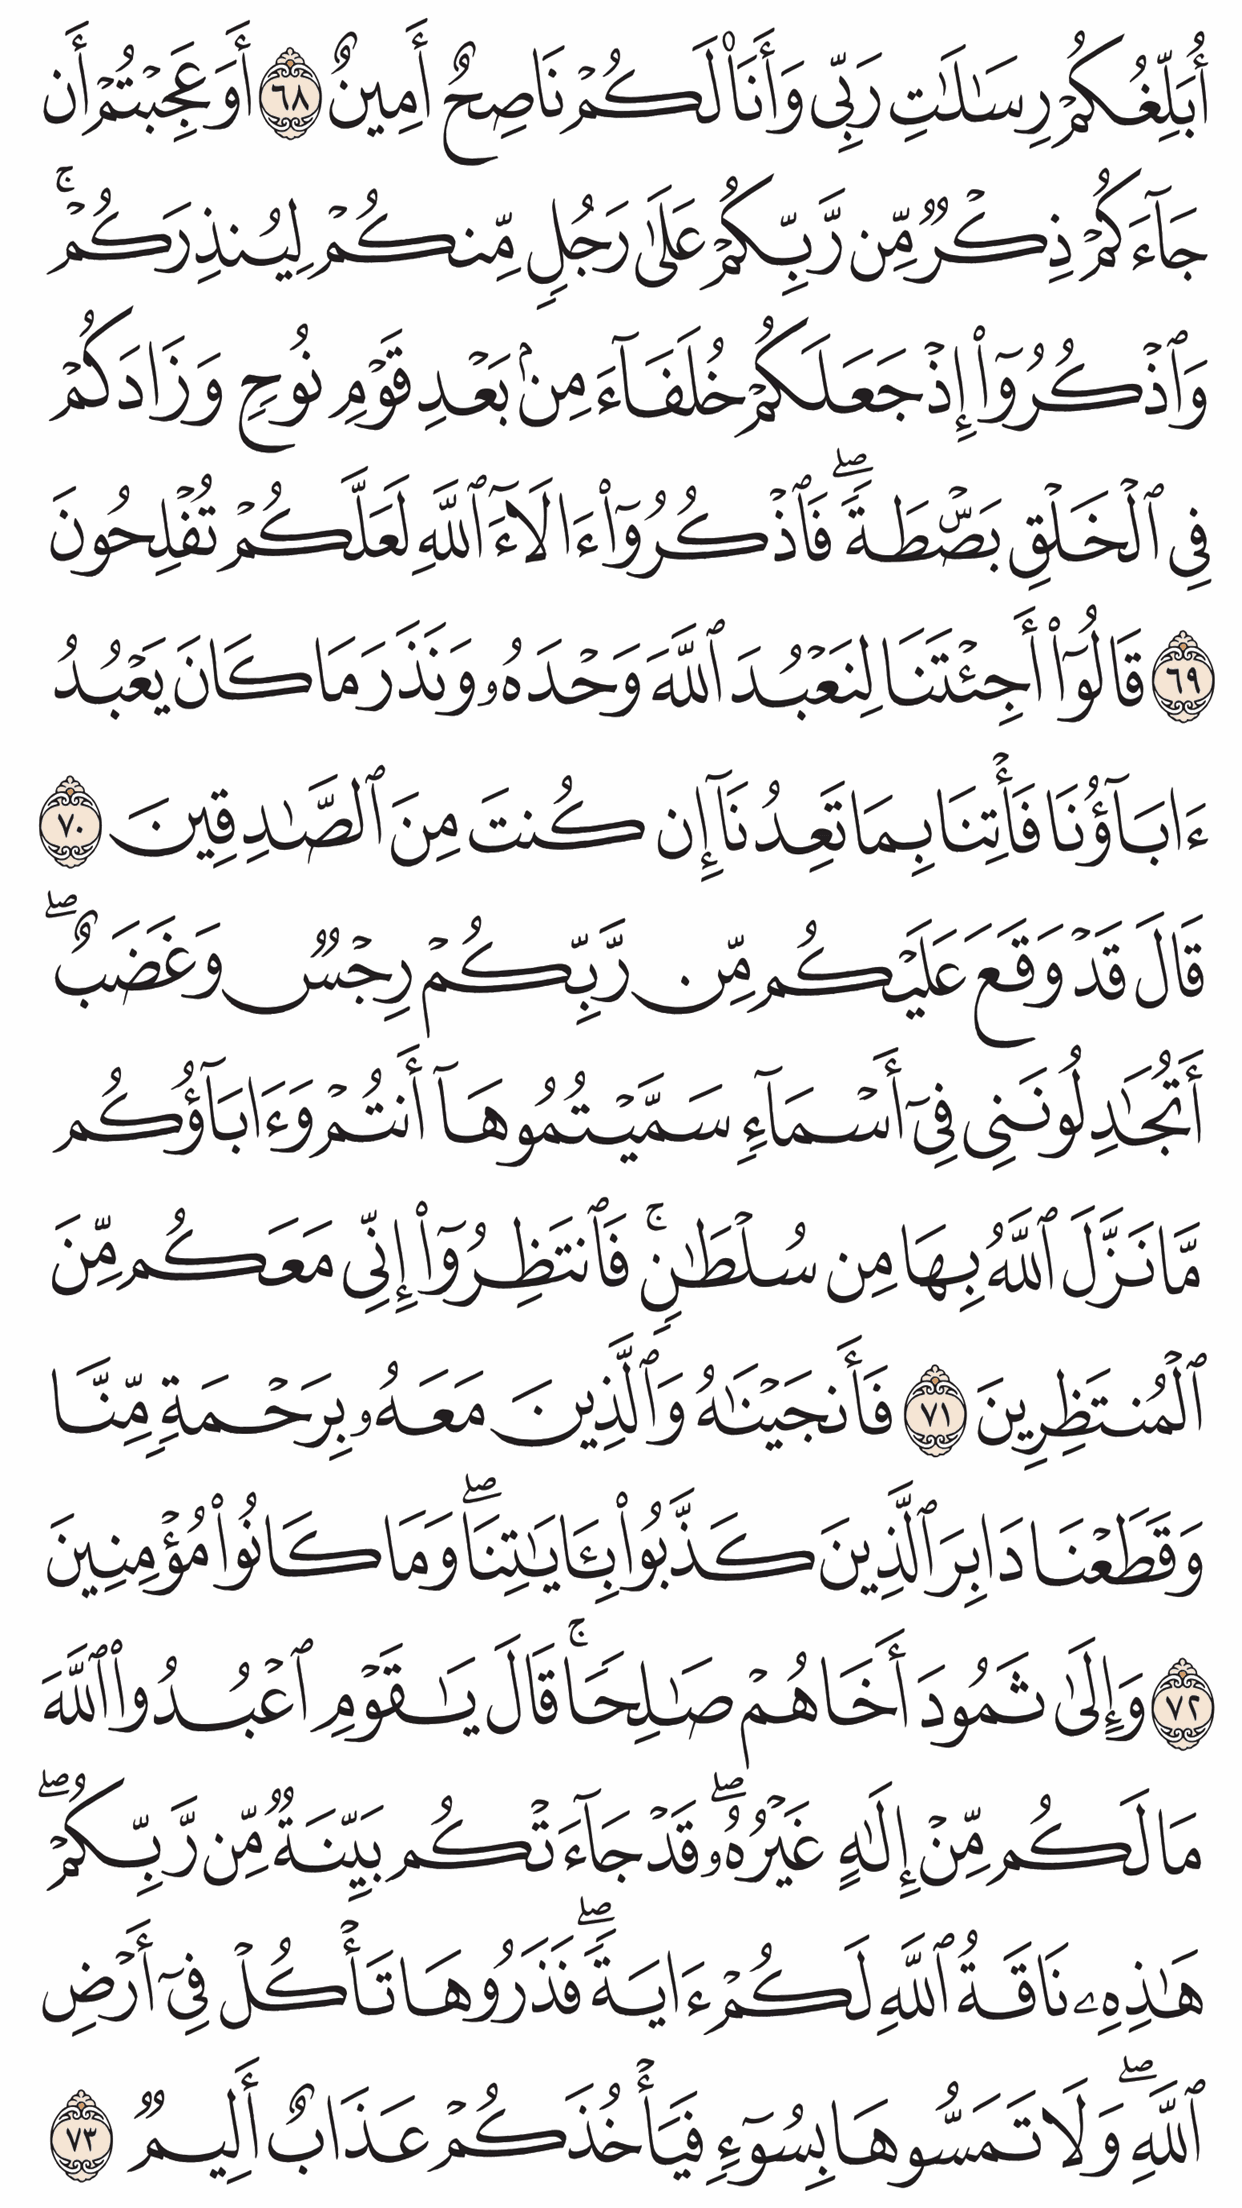 أُبَلِّغُكُمْ رِسَـٰلَـٰتِ رَبِّى وَأَنَا۠ لَكُمْ نَاصِحٌ أَمِينٌ ٦٨ أَوَعَجِبْتُمْ أَن
جَآءَكُمْ ذِكْرٌ مِّن رَّبِّكُمْ عَلَىٰ رَجُلٍ مِّنكُمْ لِيُنذِرَكُمْ ۚ
وَٱذْكُرُوٓا۟ إِذْ جَعَلَكُمْ خُلَفَآءَ مِنۢ بَعْدِ قَوْمِ نُوحٍ وَزَادَكُمْ
فِى ٱلْخَلْقِ بَصْۜطَةً ۖ فَٱذْكُرُوٓا۟ ءَالَآءَ ٱللَّهِ لَعَلَّكُمْ تُفْلِحُونَ
٦٩ قَالُوٓا۟ أَجِئْتَنَا لِنَعْبُدَ ٱللَّهَ وَحْدَهُۥ وَنَذَرَ مَا كَانَ يَعْبُدُ
ءَابَآؤُنَا فَأْتِنَا بِمَا تَعِدُنَآ إِن كُنتَ مِنَ ٱلصَّـٰدِقِينَ ٧٠
قَالَ قَدْ وَقَعَ عَلَيْكُم مِّن رَّبِّكُمْ رِجْسٌ وَغَضَبٌ ۖ
أَتُجَـٰدِلُونَنِى فِىٓ أَسْمَآءٍ سَمَّيْتُمُوهَآ أَنتُمْ وَءَابَآؤُكُم
مَّا نَزَّلَ ٱللَّهُ بِهَا مِن سُلْطَـٰنٍ ۚ فَٱنتَظِرُوٓا۟ إِنِّى مَعَكُم مِّنَ
ٱلْمُنتَظِرِينَ ٧١ فَأَنجَيْنَـٰهُ وَٱلَّذِينَ مَعَهُۥ بِرَحْمَةٍ مِّنَّا
وَقَطَعْنَا دَابِرَ ٱلَّذِينَ كَذَّبُوا۟ بِـَٔايَـٰتِنَا ۖ وَمَا كَانُوا۟ مُؤْمِنِينَ
٧٢ وَإِلَىٰ ثَمُودَ أَخَاهُمْ صَـٰلِحًا ۚ قَالَ يَـٰقَوْمِ ٱعْبُدُوا۟ ٱللَّهَ
مَا لَكُم مِّنْ إِلَـٰهٍ غَيْرُهُۥ ۖ قَدْ جَآءَتْكُم بَيِّنَةٌ مِّن رَّبِّكُمْ ۖ
هَـٰذِهِۦ نَاقَةُ ٱللَّهِ لَكُمْ ءَايَةً ۖ فَذَرُوهَا تَأْكُلْ فِىٓ أَرْضِ
ٱللَّهِ ۖ وَلَا تَمَسُّوهَا بِسُوٓءٍ فَيَأْخُذَكُمْ عَذَابٌ أَلِيمٌ ٧٣